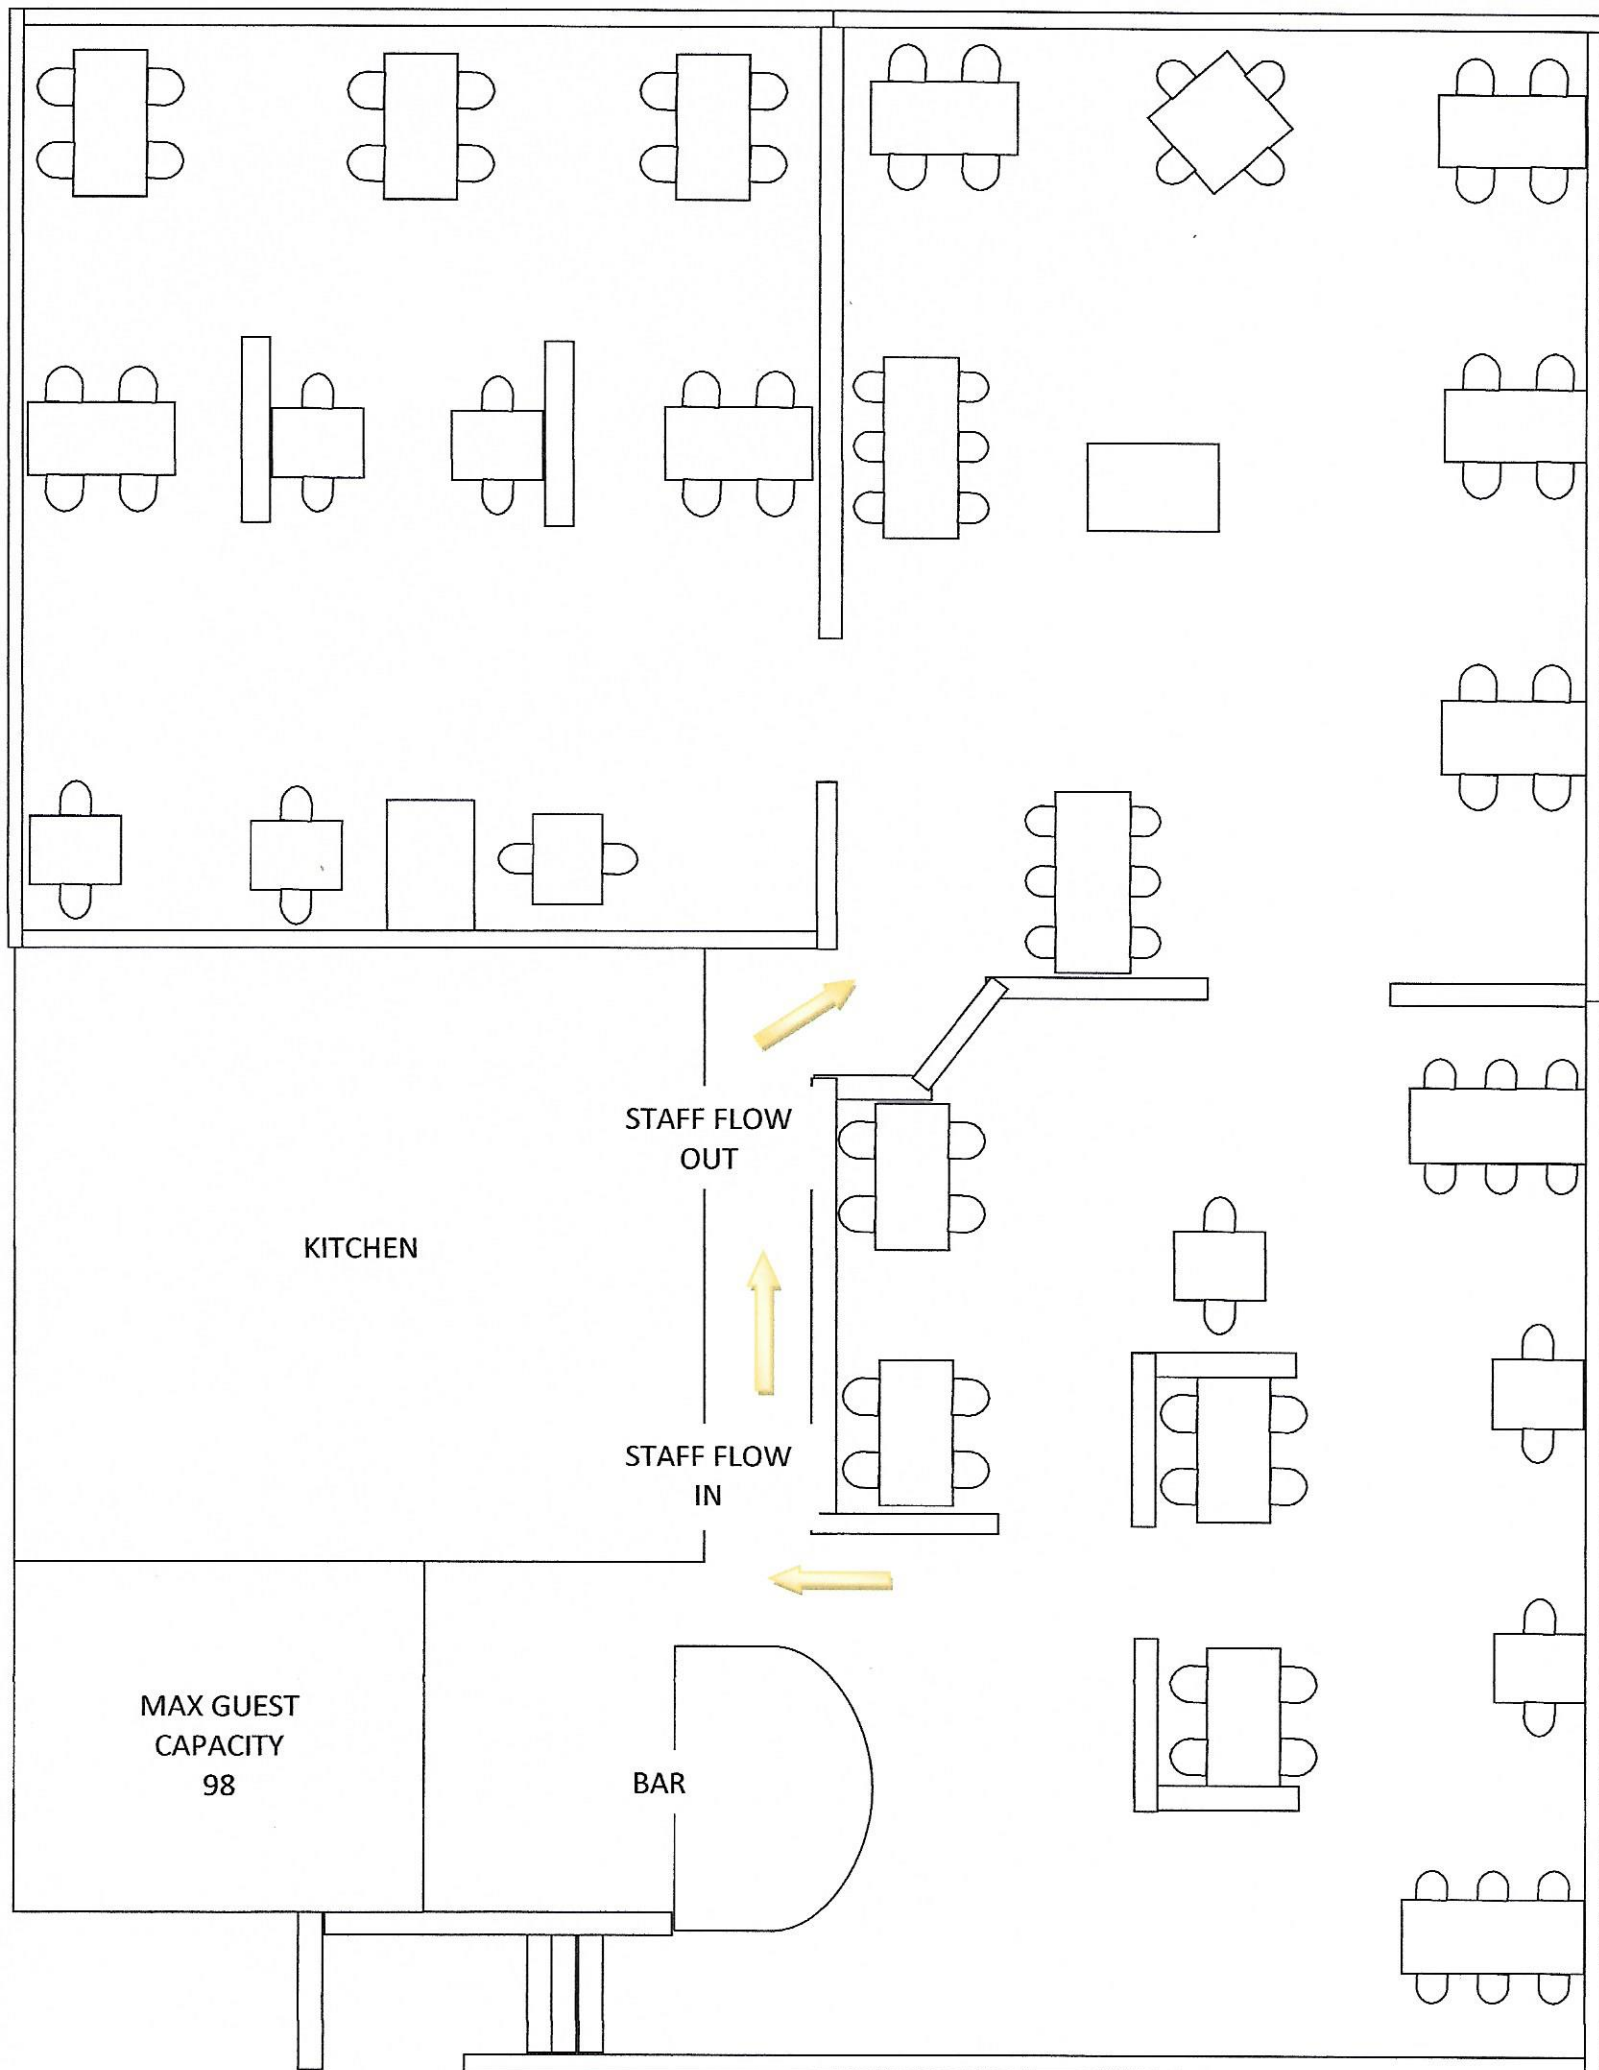 STAFF FLOW
OUT
KITCHEN
STAFF FLOW
IN
MAX GUEST
CAPACITY
98
BAR